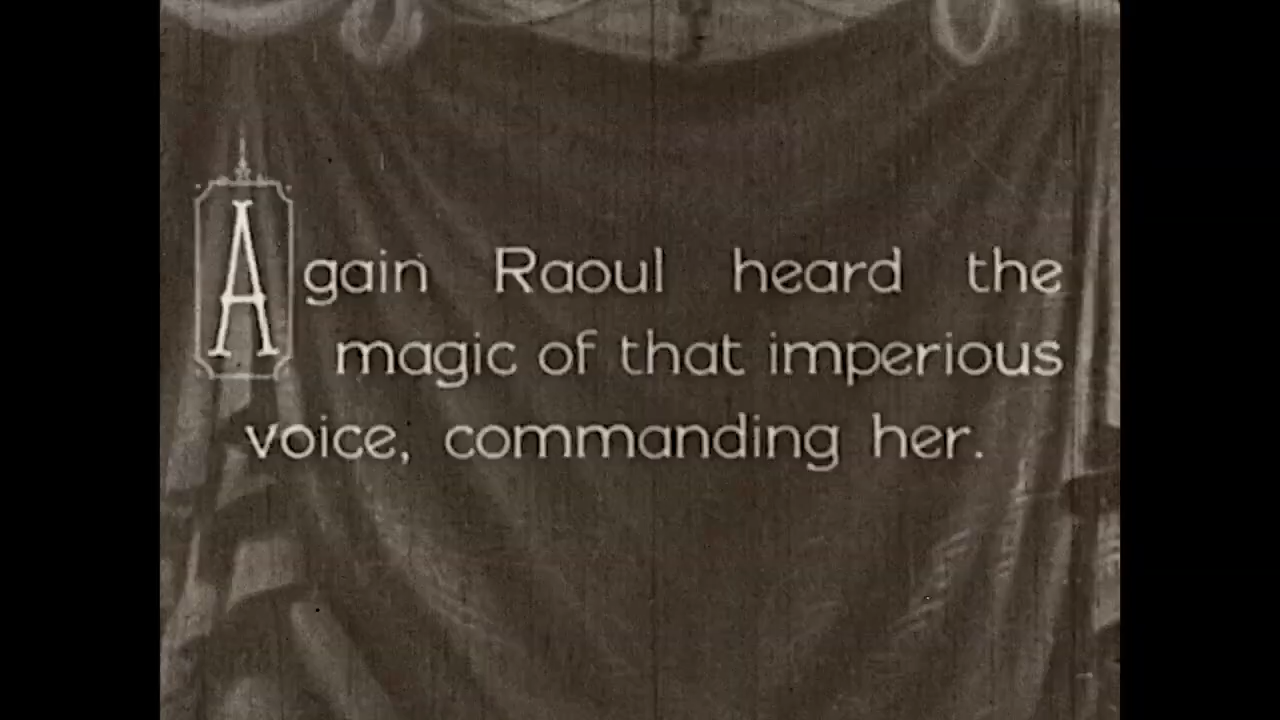 Again Raoul heard the
magic of that imperious
voice, commanding her.